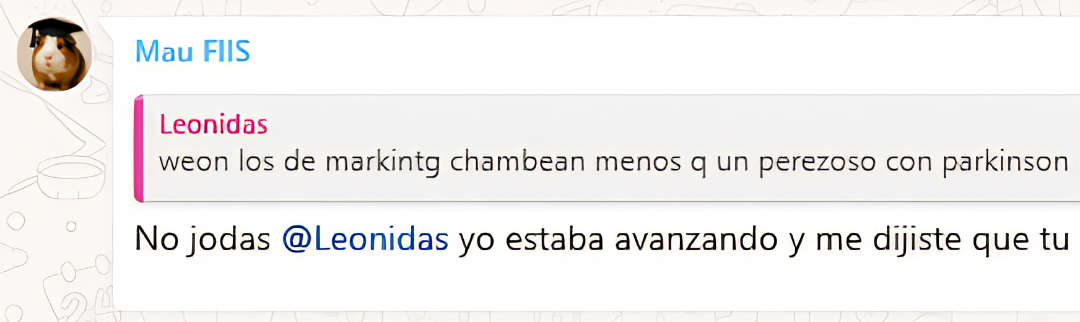 Mau FIIS
Leonidas
weon los de markintg chambean menos q un perezoso con parkinson
No jodas @Leonidas yo estaba avanzando y me dijiste que tu